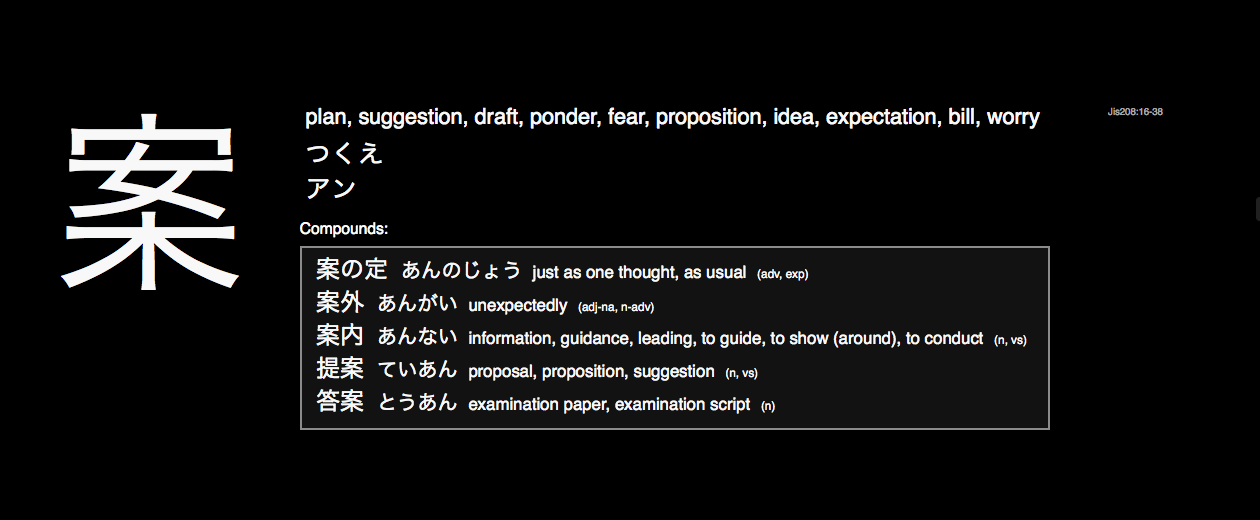 案
plan, suggestion, draft, ponder, fear, proposition, idea, expectation, bill, worry
Jis208:16-38
つくえ
アン
Compounds:
案の定 あんのじょう just as one thought, as usual (adv, exp)
案外 あんがい unexpectedly (adj-na, n-adv)
案内 あんない information, guidance, leading, to guide, to show (around), to conduct (n, vs)
提案 ていあん proposal, proposition, suggestion (n, vs)
答案 とうあん examination paper, examination script (n)